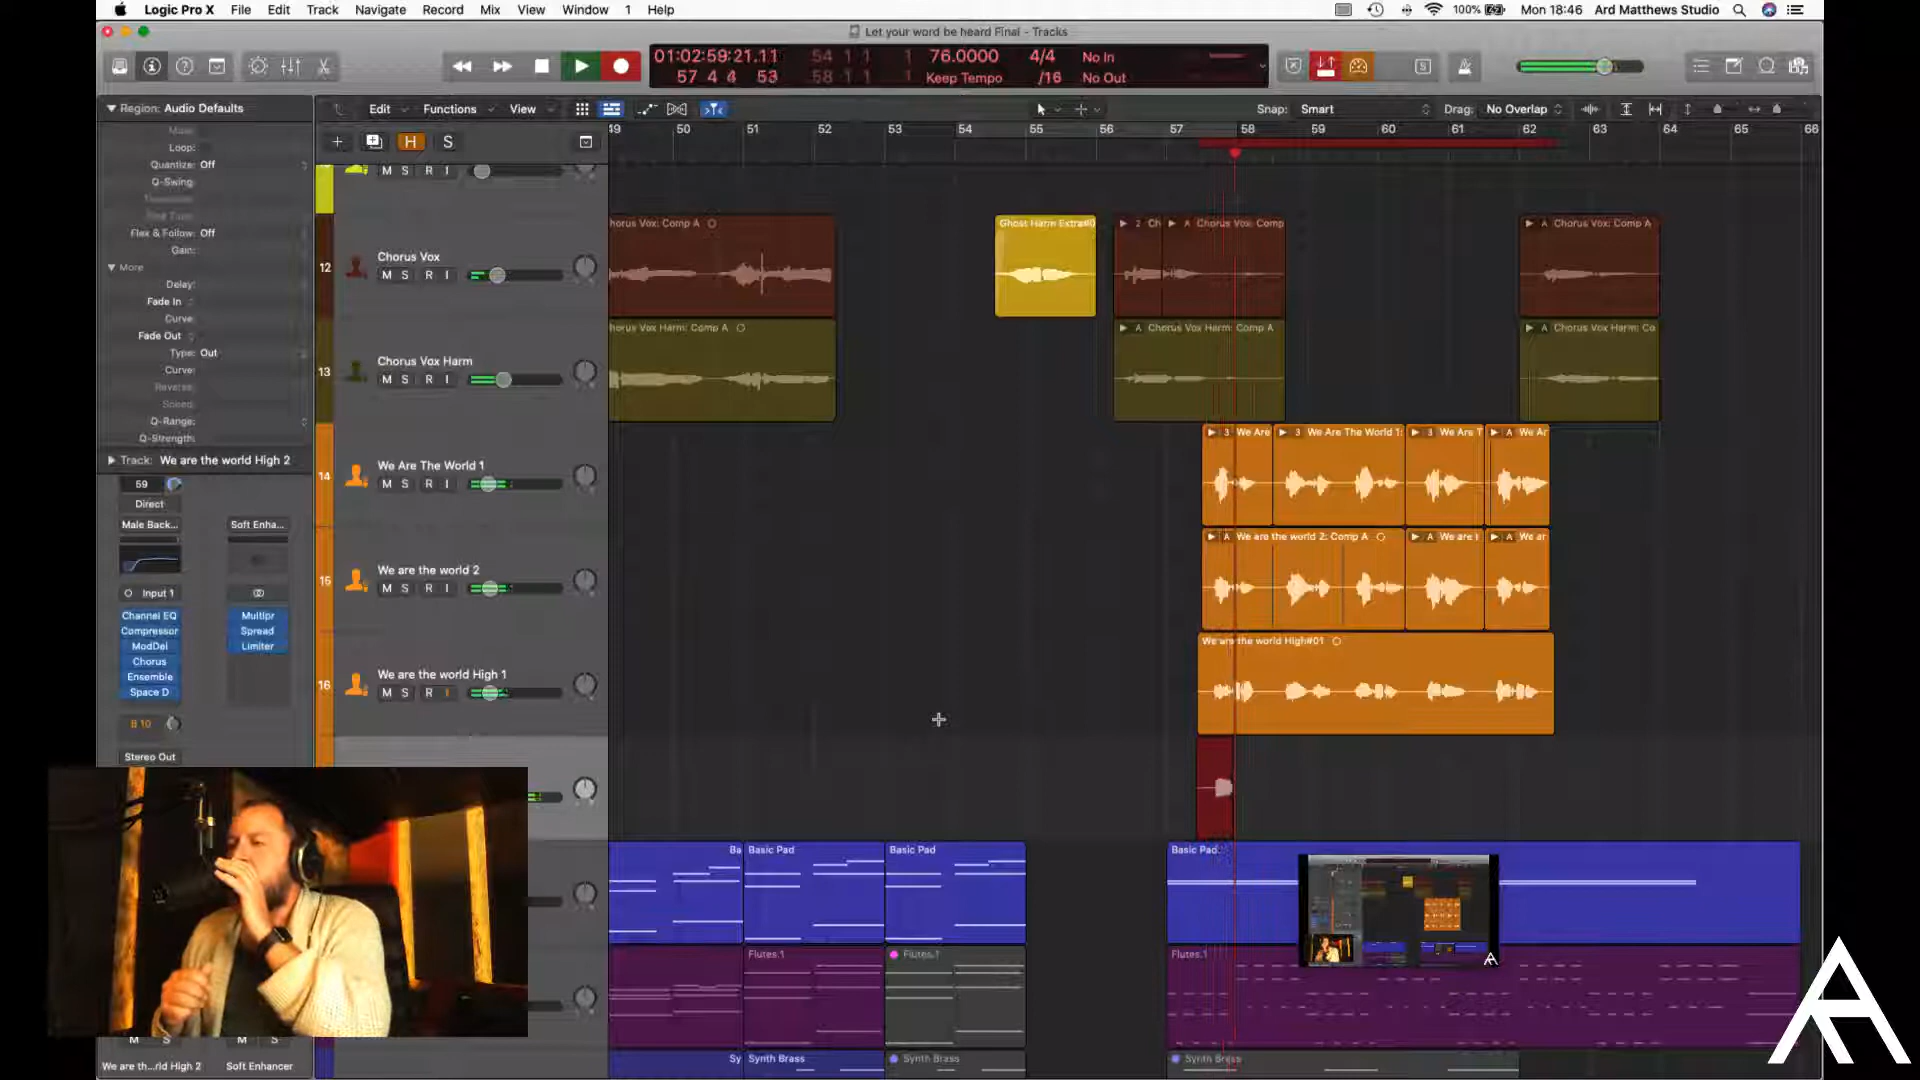 Logic Pro X File Edit Track Navigate Record Mix View Window 1 Help 100% Mon 18:46 Ard Matthews Studio
Let your word be heard Final - Tracks
01:02:59:21.11 54 1 1 1 76.0000 4/4 No In
57 4 4 53 58 1 1 1 Keep Tempo /16 No Out
Region: Audio Defaults
Edit Functions View Snap: Smart Drag: No Overlap
49 50 51 52 53 54 55 56 57 58 59 60 61 62 63 64 65 66
H S
Mute:
Loop:
Quantize: Off
Q-Swing:
Flex & Follow: Off
Gain:
More
Delay:
Fade In
Curve:
Fade Out
Type: Out
Curve:
Reverse:
Speed:
Q-Range:
Q-Strength:
Track: We are the world High 2
59
Direct
Male Back... Soft Enha...
Input 1
Channel EQ Multipr
Compressor Spread
ModDel Limiter
Chorus
Ensemble
Space D
B 10
Stereo Out
M S M S
We are th...rld High 2 Soft Enhancer
M S R I
12 Chorus Vox
M S R I
13 Chorus Vox Harm
M S R I
14 We Are The World 1
M S R I
15 We are the world 2
M S R I
16 We are the world High 1
M S R I
horus Vox: Comp A Ghost Harm Extra#0 2 Ch A Chorus Vox: Comp A Chorus Vox: Comp A
horus Vox Harm: Comp A A Chorus Vox Harm: Comp A A Chorus Vox Harm: Co
3 We Are 3 We Are The World 1: 3 We Are T A We Ar
A We are the world 2: Comp A A We are t A We ar
We are the world High#01
Ba Basic Pad Basic Pad Basic Pad
Flutes.1 Flutes.1 Flutes.1
Sy Synth Brass Synth Brass Synth Brass